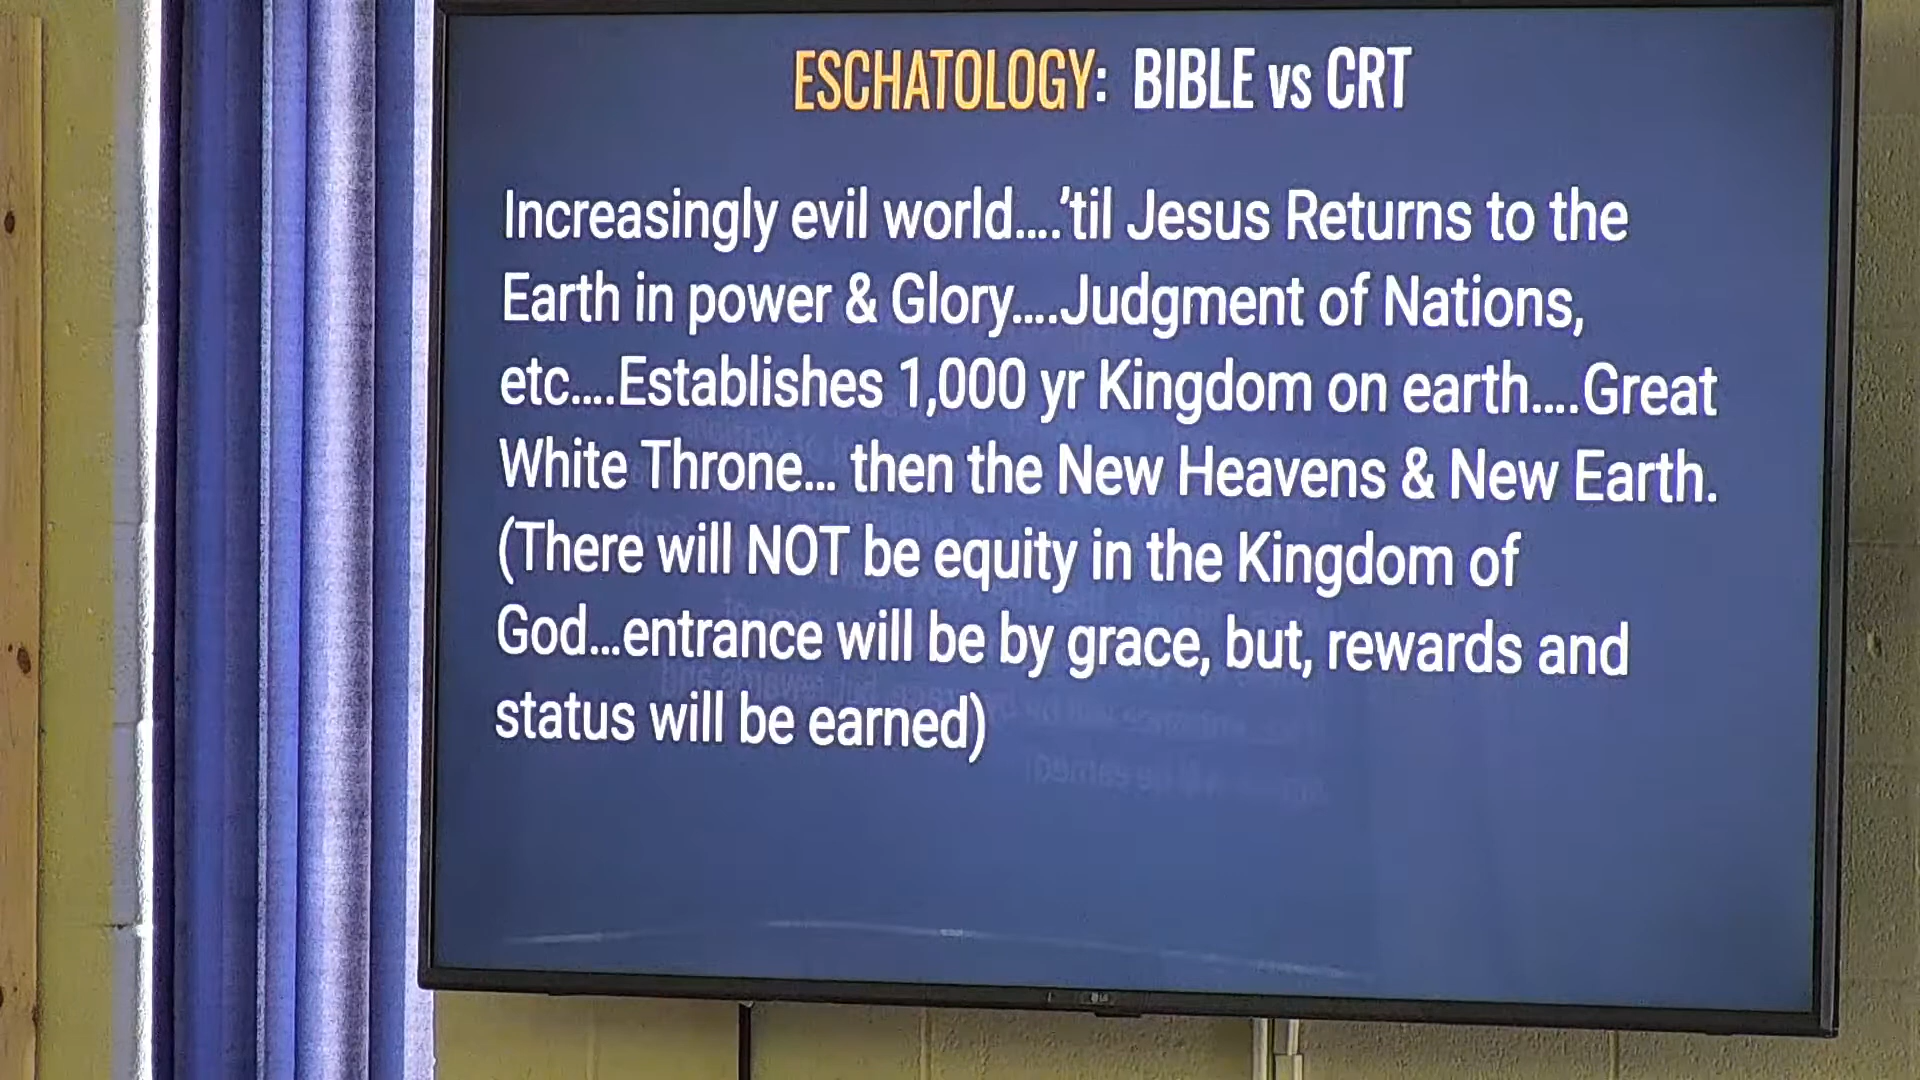 ESCHATOLOGY: BIBLE vs CRT
Increasingly evil world....’til Jesus Returns to the
Earth in power & Glory....Judgment of Nations,
etc....Establishes 1,000 yr Kingdom on earth....Great
White Throne... then the New Heavens & New Earth.
(There will NOT be equity in the Kingdom of
God...entrance will be by grace, but, rewards and
status will be earned)